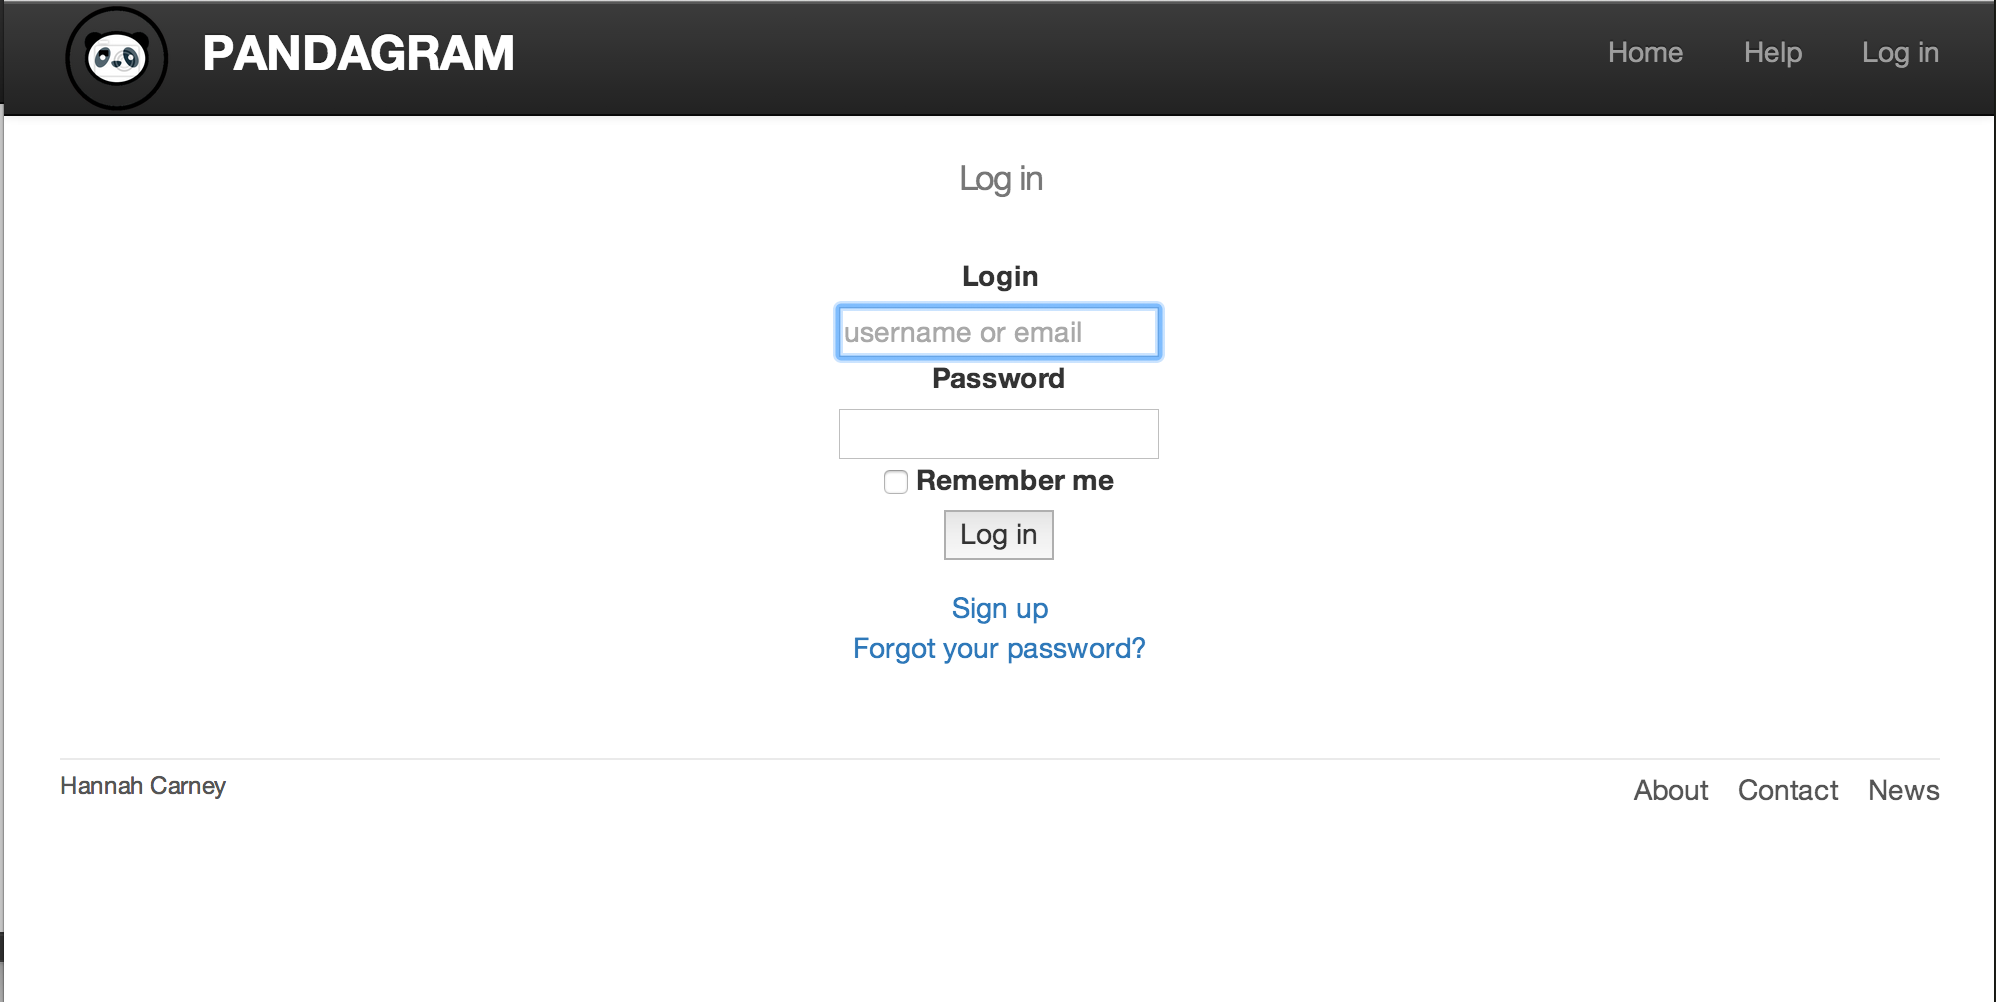 PANDAGRAM
Home Help Log in
Log in
Login
username or email
Password
Remember me
Log in
Sign up
Forgot your password?
Hannah Carney
About Contact News